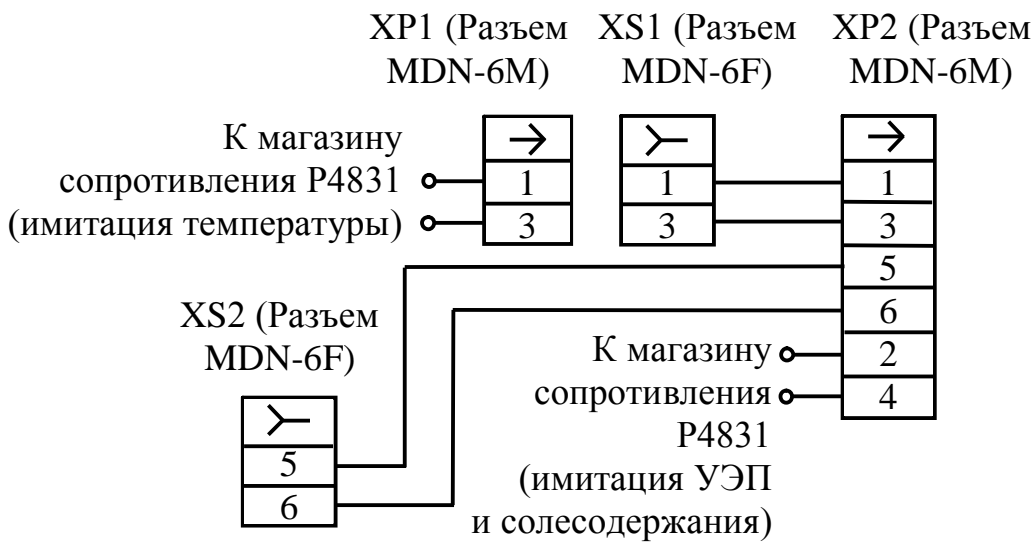 XP1 (Разъем
MDN-6M)
XS1 (Разъем
MDN-6F)
XP2 (Разъем
MDN-6M)
К магазину
сопротивления Р4831
(имитация температуры)
1
3
1
3
1
3
5
6
2
4
XS2 (Разъем
MDN-6F)
5
6
К магазину
сопротивления
Р4831
(имитация УЭП
и солесодержания)